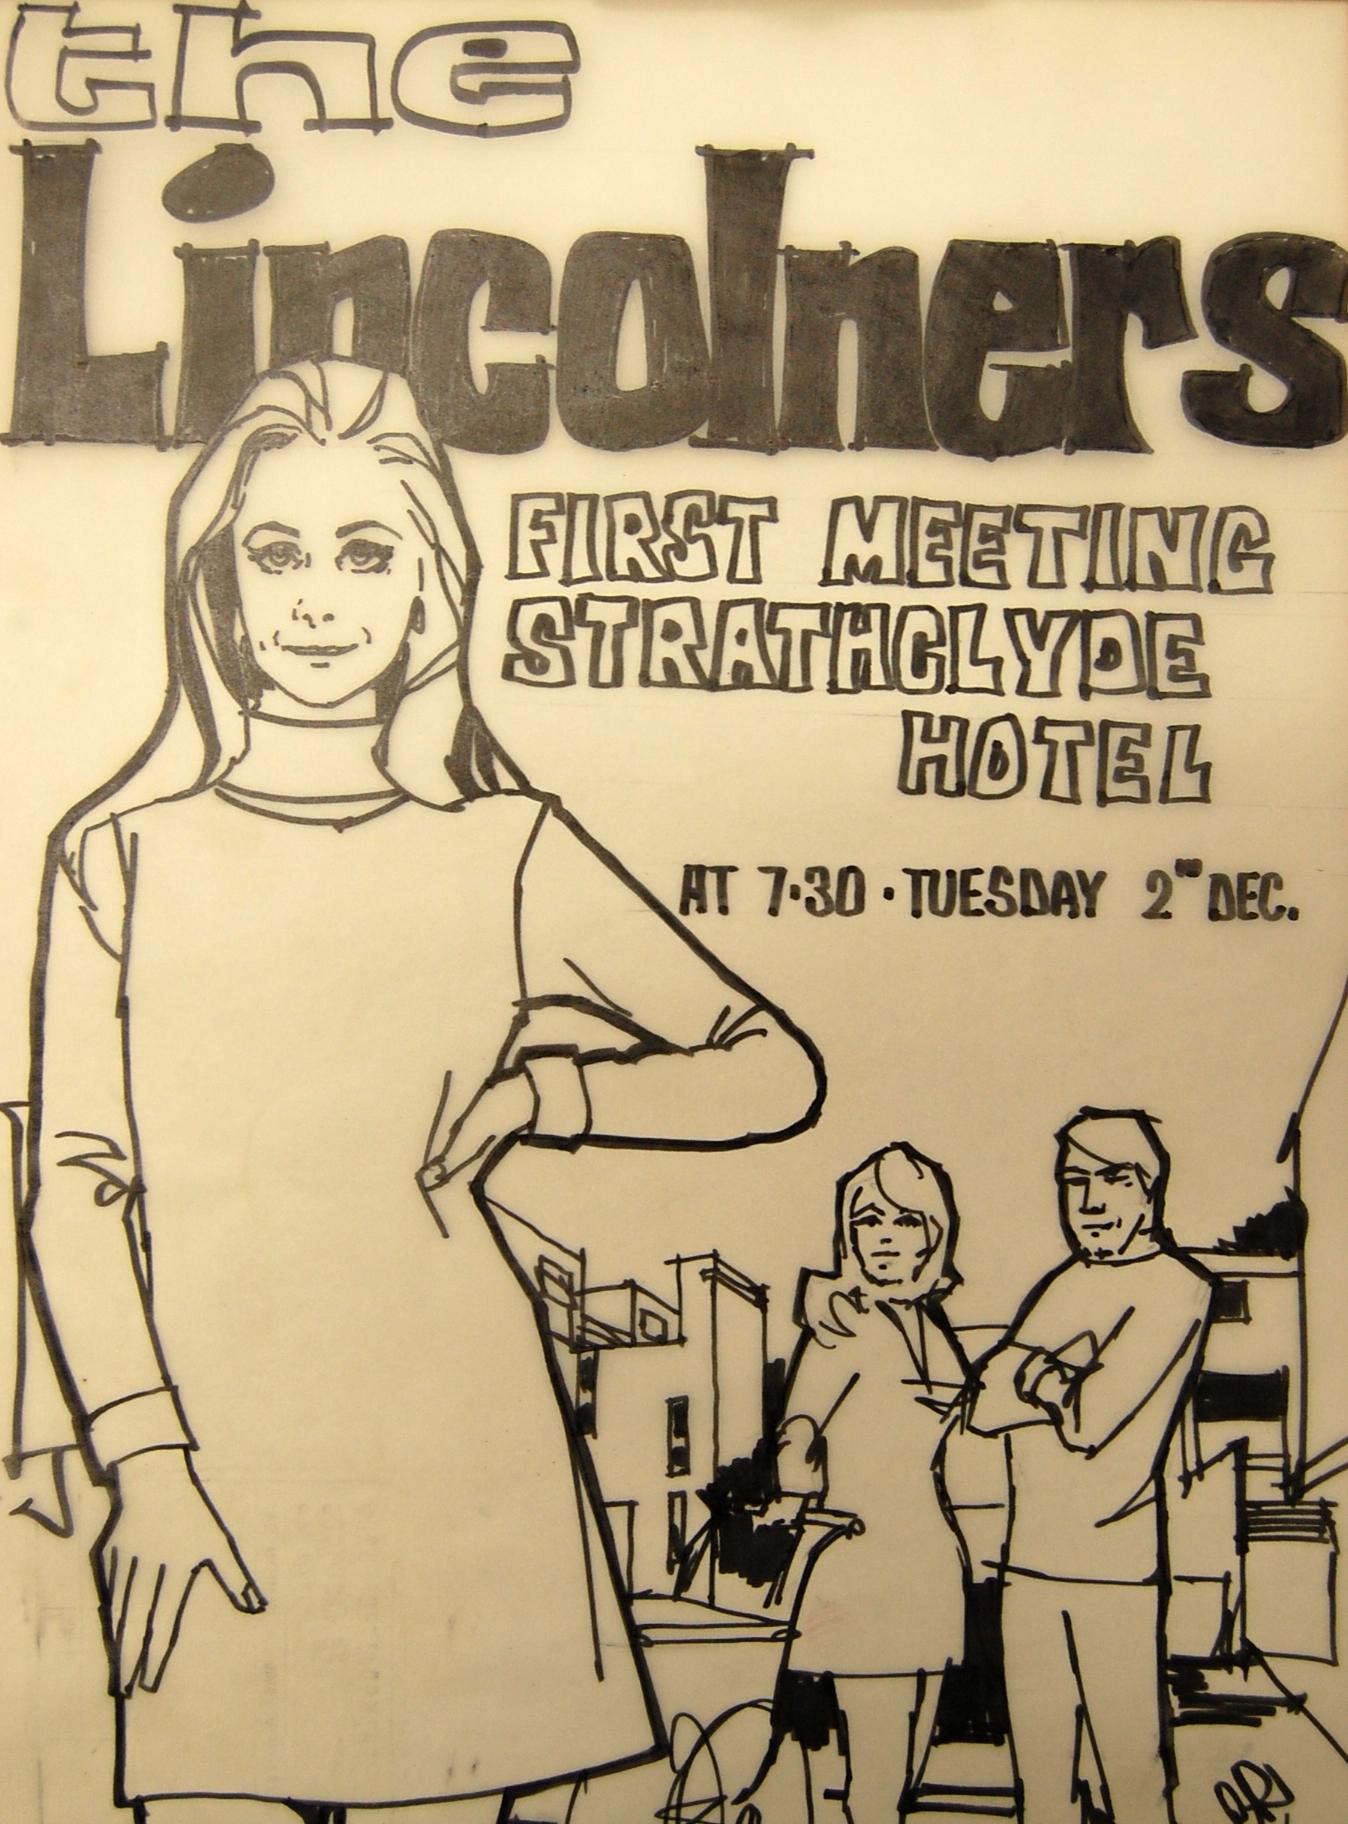 the
Lincolners
FIRST MEETING
STRATHCLYDE
HOTEL
AT 7·30 · TUESDAY 2ND DEC.